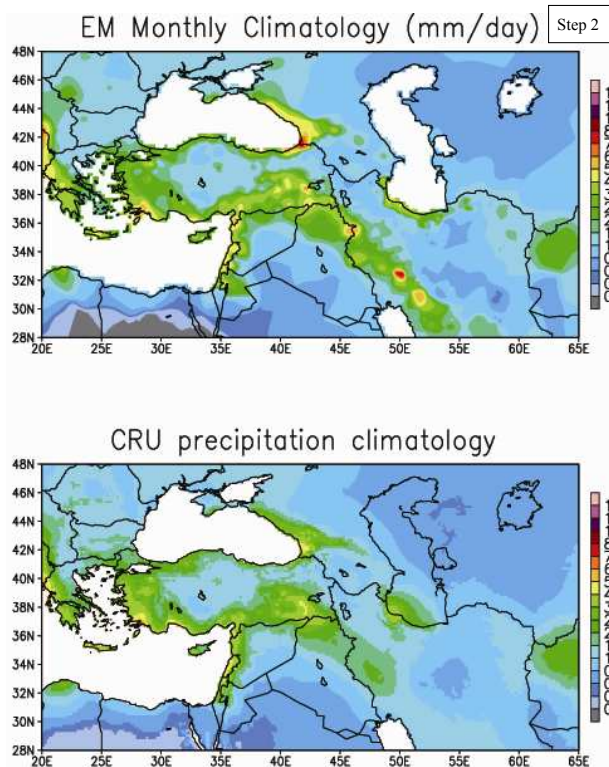 EM Monthly Climatology (mm/day)
Step 2
48N
46N
44N
42N
40N
38N
36N
34N
32N
30N
28N
20E 25E 30E 35E 40E 45E 50E 55E 60E 65E
CRU precipitation climatology
48N
46N
44N
42N
40N
38N
36N
34N
32N
30N
28N
20E 25E 30E 35E 40E 45E 50E 55E 60E 65E